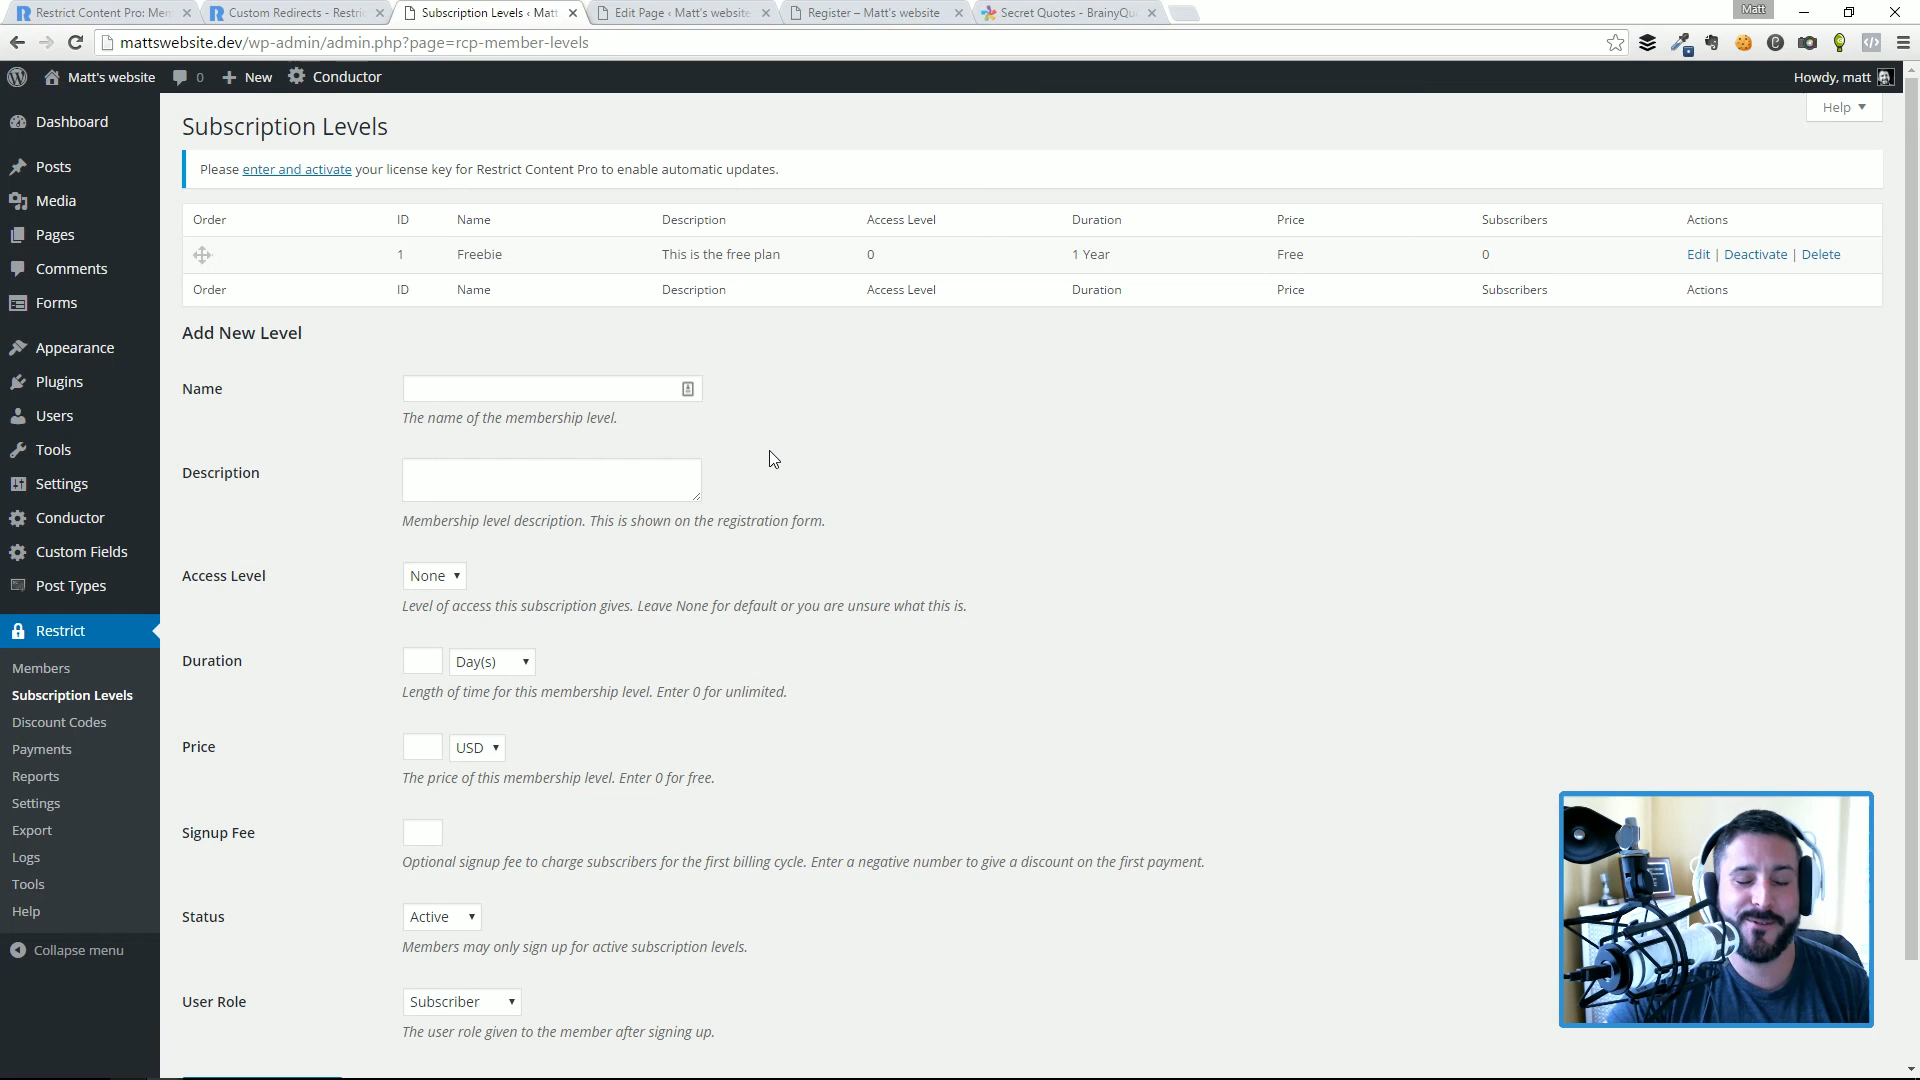 Restrict Content Pro: Mem
Custom Redirects - Restric
Subscription Levels ‹ Matt
Edit Page ‹ Matt's website
Register – Matt's website
Secret Quotes - BrainyQu
Matt
mattswebsite.dev/wp-admin/admin.php?page=rcp-member-levels
Matt's website 0 New Conductor Howdy, matt
Help
Dashboard
Posts
Media
Pages
Comments
Forms
Appearance
Plugins
Users
Tools
Settings
Conductor
Custom Fields
Post Types
Restrict
Members
Subscription Levels
Discount Codes
Payments
Reports
Settings
Export
Logs
Tools
Help
Collapse menu
Subscription Levels
Please enter and activate your license key for Restrict Content Pro to enable automatic updates.
Order ID Name Description Access Level Duration Price Subscribers Actions
1 Freebie This is the free plan 0 1 Year Free 0 Edit | Deactivate | Delete
Order ID Name Description Access Level Duration Price Subscribers Actions
Add New Level
Name
The name of the membership level.
Description
Membership level description. This is shown on the registration form.
Access Level None
Level of access this subscription gives. Leave None for default or you are unsure what this is.
Duration Day(s)
Length of time for this membership level. Enter 0 for unlimited.
Price USD
The price of this membership level. Enter 0 for free.
Signup Fee
Optional signup fee to charge subscribers for the first billing cycle. Enter a negative number to give a discount on the first payment.
Status Active
Members may only sign up for active subscription levels.
User Role Subscriber
The user role given to the member after signing up.